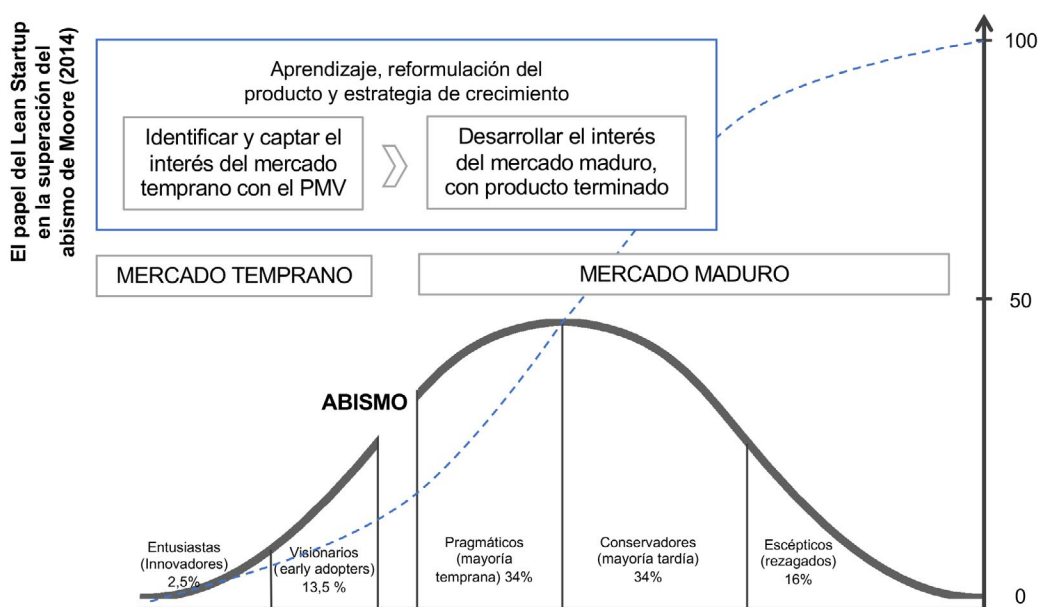 El papel del Lean Startup
en la superación del
abismo de Moore (2014)
Aprendizaje, reformulación del
producto y estrategia de crecimiento
Identificar y captar el
interés del mercado
temprano con el PMV
Desarrollar el interés
del mercado maduro,
con producto terminado
MERCADO TEMPRANO
MERCADO MADURO
100
50
0
ABISMO
Entusiastas
(Innovadores)
2,5%
Visionarios
(early adopters)
13,5 %
Pragmáticos
(mayoría
temprana) 34%
Conservadores
(mayoría tardía)
34%
Escépticos
(rezagados)
16%